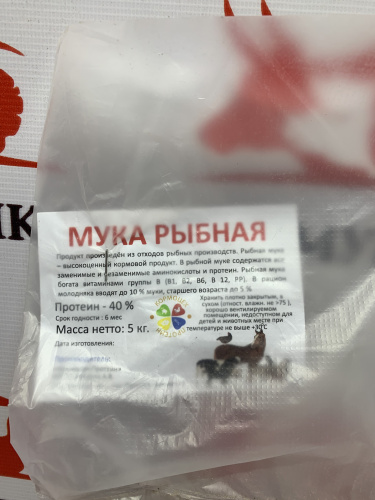 МУКА РЫБНАЯ
Продукт произведён из отходов рыбных производств. Рыбная мука
– высокоценный кормовой продукт. В рыбной муке содержатся все
заменимые и незаменимые аминокислоты и протеин. Рыбная мука
богата витаминами группы В (В1, В2, В6, В 12, РР). В рацион
молодняка вводят до 10 % муки, старшего возраста до 5 %
Протеин - 40 %
Срок годности : 6 мес
Масса нетто: 5 кг.
Дата изготовления:
Хранить плотно закрытым, в
сухом (отност. влажн. не >75 ),
хорошо вентилируемом
помещении, недоступном для
детей и животных месте при
температуре не выше +30°С